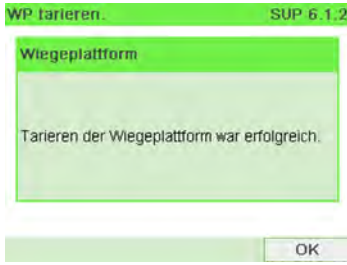 WP tarieren.
SUP 6.1.2
Wiegeplattform
Tarieren der Wiegeplattform war erfolgreich.
OK